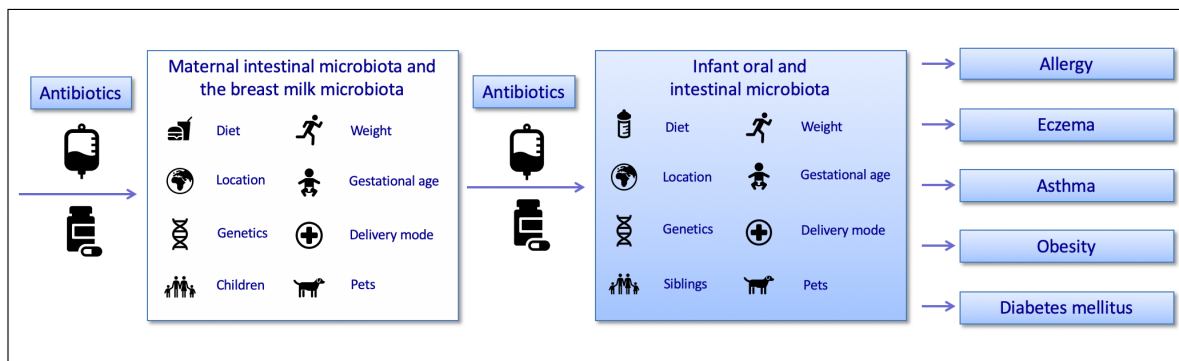 Antibiotics
Maternal intestinal microbiota and
the breast milk microbiota
Diet
Weight
Location
Gestational age
Genetics
Delivery mode
Children
Pets
Antibiotics
Infant oral and
intestinal microbiota
Diet
Weight
Location
Gestational age
Genetics
Delivery mode
Siblings
Pets
Allergy
Eczema
Asthma
Obesity
Diabetes mellitus